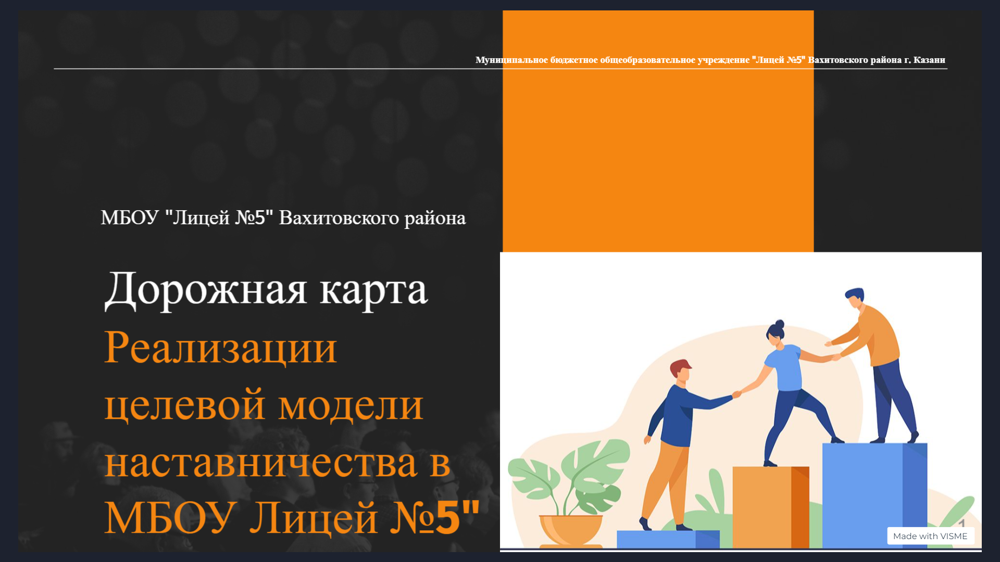 Муниципальное бюджетное общеобразовательное учреждение "Лицей №5" Вахитовского района г. Казани
МБОУ "Лицей №5" Вахитовского района
Дорожная карта
Реализации
целевой модели
наставничества в
МБОУ Лицей №5"
1
Made with VISME